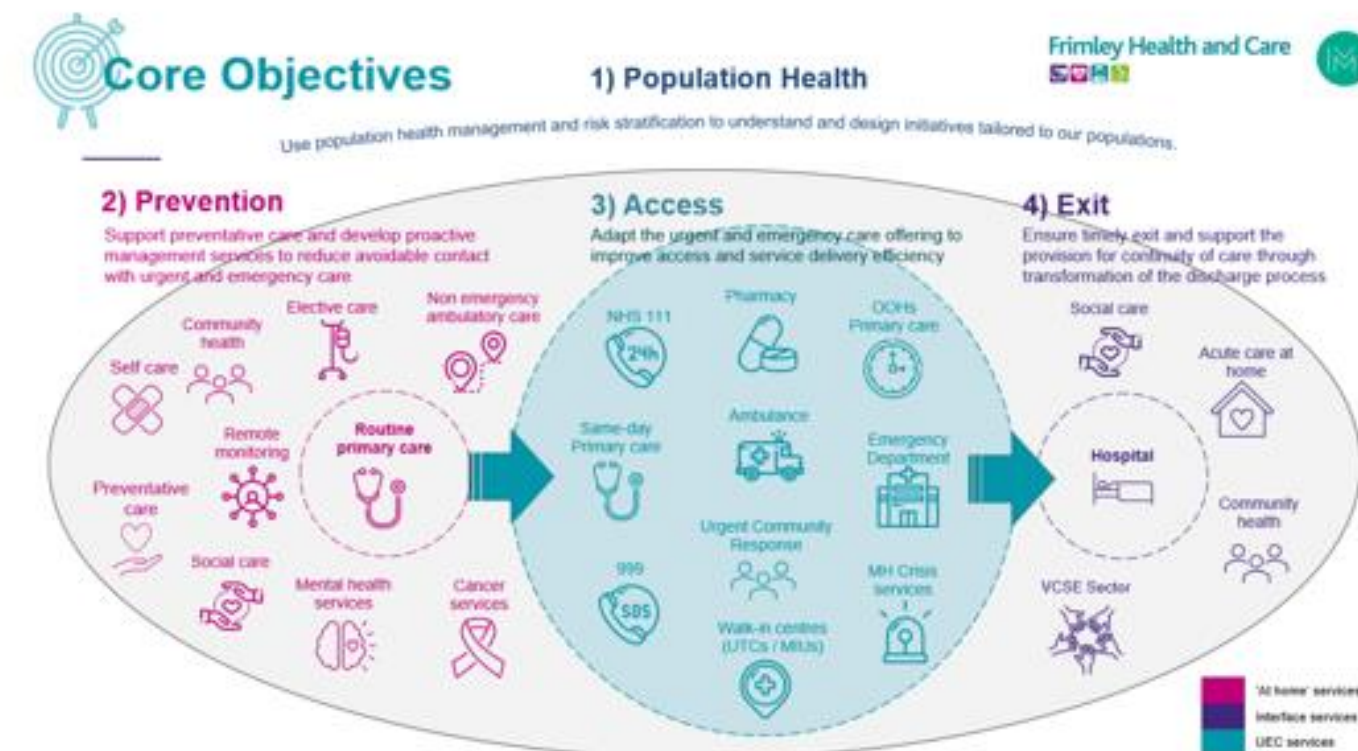 Core Objectives
1) Population Health
Frimley Health and Care
Use population health management and risk stratification to understand and design initiatives tailored to our populations.
2) Prevention
Support preventative care and develop proactive
management services to reduce avoidable contact
with urgent and emergency care
3) Access
Adapt the urgent and emergency care offering to
improve access and service delivery efficiency
4) Exit
Ensure timely exit and support the
provision for continuity of care through
transformation of the discharge process
Elective care
Non emergency
ambulatory care
Community
health
Self care
Remote
monitoring
Routine
primary care
Preventative
care
Social care
Mental health
services
Cancer
services
NHS 111
24h
Pharmacy
OOHs
Primary care
Same-day
Primary care
Ambulance
Emergency
Department
Urgent Community
Response
999
SOS
MH Crisis
services
Walk-in centres
(UTCs / MIUs)
Social care
Acute care at
home
Hospital
Community
health
VCSE Sector
'At home' services
Interface services
UEC services